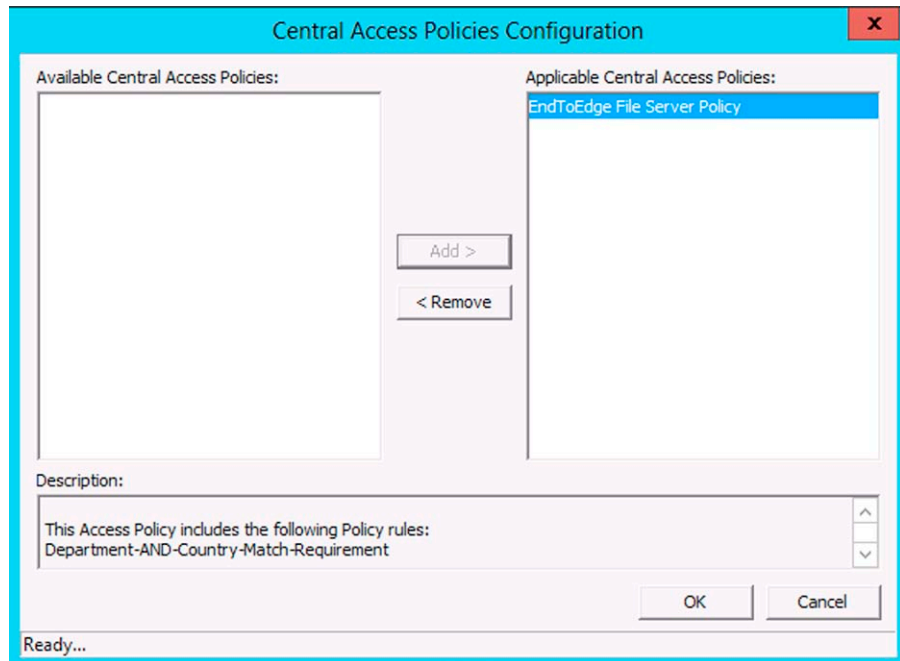 Central Access Policies Configuration
x
Available Central Access Policies:
Applicable Central Access Policies:
EndToEdge File Server Policy
Add >
< Remove
Description:
This Access Policy includes the following Policy rules:
Department-AND-Country-Match-Requirement
OK
Cancel
Ready...